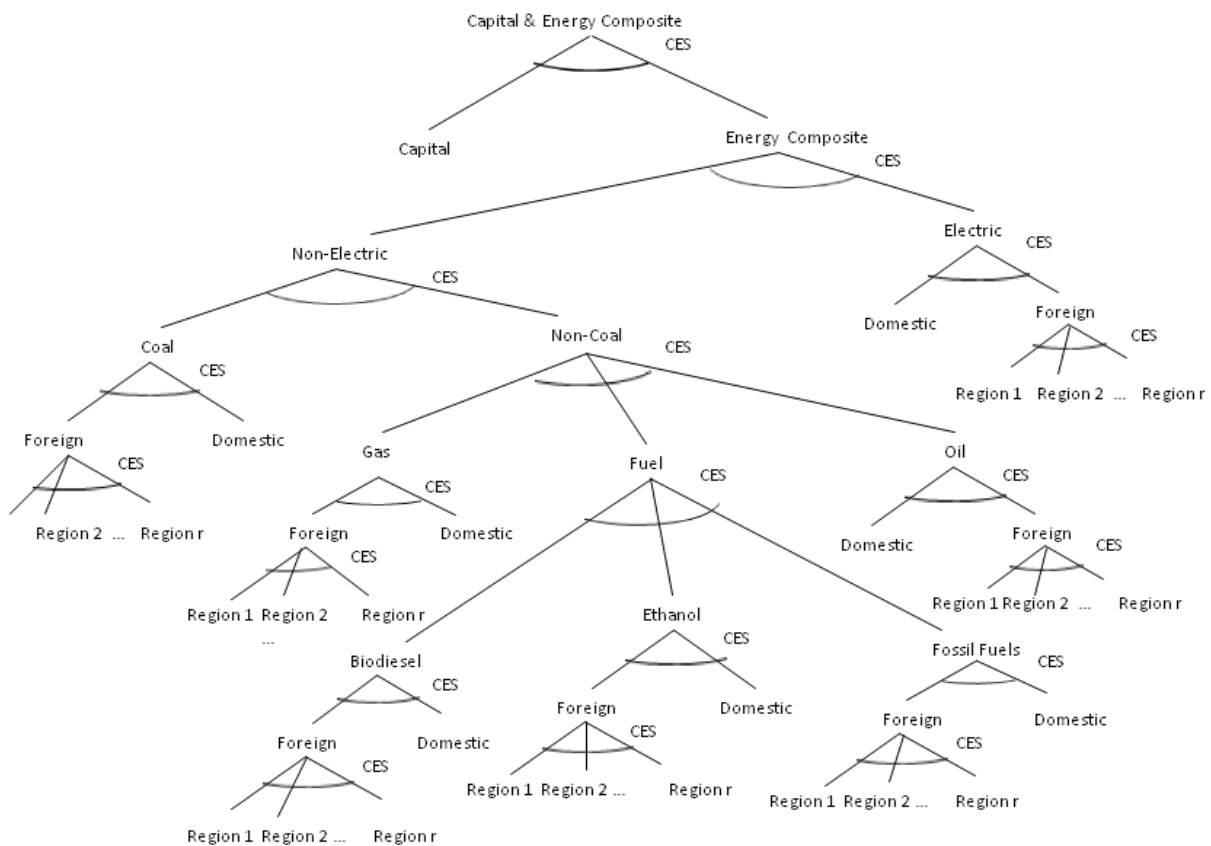 Capital & Energy Composite
CES
Capital
Energy Composite
CES
Non-Electric
CES
Electric
CES
Domestic
Foreign
CES
Region 1 Region 2 ... Region r
Coal
CES
Non-Coal
CES
Foreign
CES
Domestic
Region 2 ... Region r
Gas
CES
Foreign
CES
Domestic
Region 1 Region 2 Region r
...
Fuel
CES
Oil
CES
Domestic
Foreign
CES
Region 1 Region 2 ... Region r
Biodiesel
CES
Foreign
CES
Domestic
Region 1 Region 2 ... Region r
Ethanol
CES
Foreign
CES
Domestic
Region 1 Region 2 ... Region r
Fossil Fuels
CES
Foreign
CES
Domestic
Region 1 Region 2 ... Region r